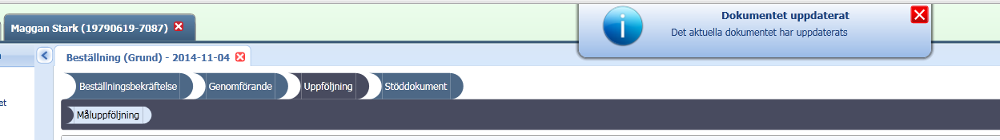 Dokumentet uppdaterat
Maggan Stark (19790619-7087)
Det aktuella dokumentet har uppdaterats
Beställning (Grund) - 2014-11-04
Beställningsbekräftelse Genomförande Uppföljning Stöddokument
et
Måluppföljning